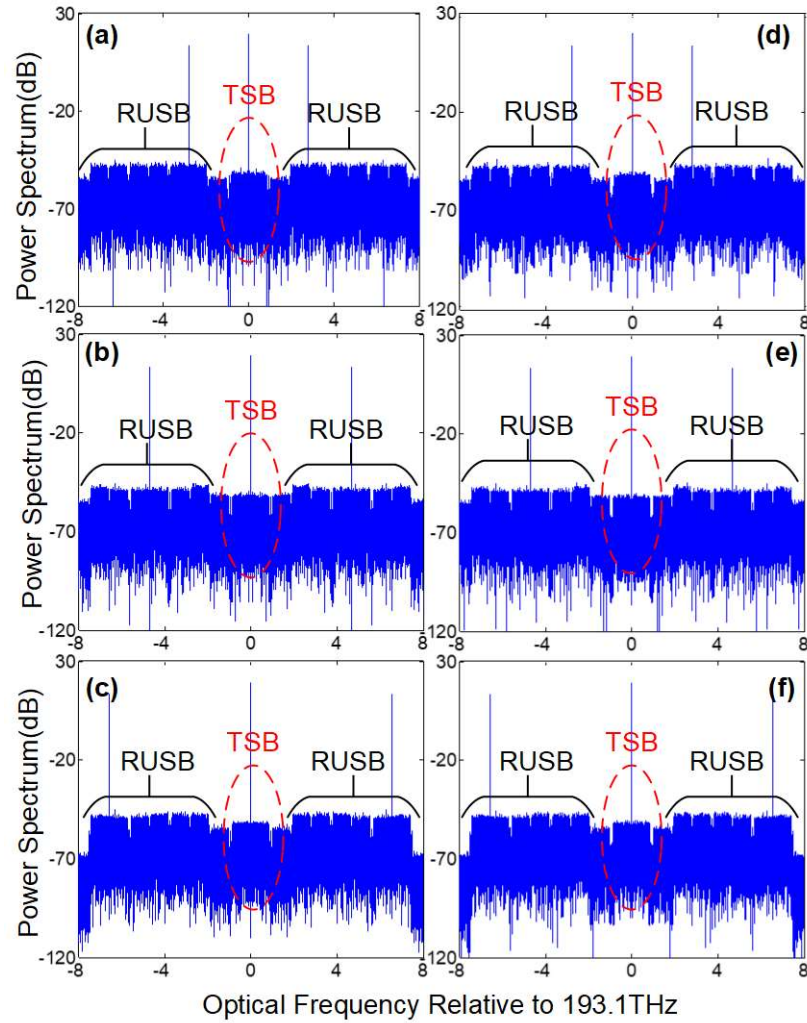 (a)
30
-20
-70
-120
TSB
RUSB
RUSB
-8
-4
0
4
8
(d)
30
-20
-70
-120
TSB
RUSB
RUSB
-8
-4
0
4
8
(b)
30
-20
-70
-120
TSB
RUSB
RUSB
-8
-4
0
4
8
(e)
30
-20
-70
-120
TSB
RUSB
RUSB
-8
-4
0
4
8
(c)
30
-20
-70
-120
TSB
RUSB
RUSB
-8
-4
0
4
8
(f)
30
-20
-70
-120
TSB
RUSB
RUSB
-8
-4
0
4
8
Power Spectrum(dB)
Power Spectrum(dB)
Power Spectrum(dB)
Optical Frequency Relative to 193.1THz